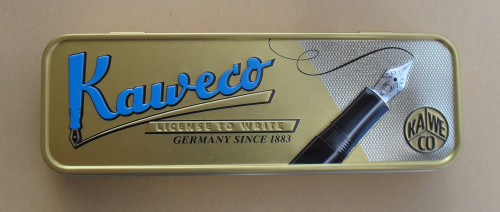 Kaweco
LICENSE TO WRITE
GERMANY SINCE 1883
KA WE
CO